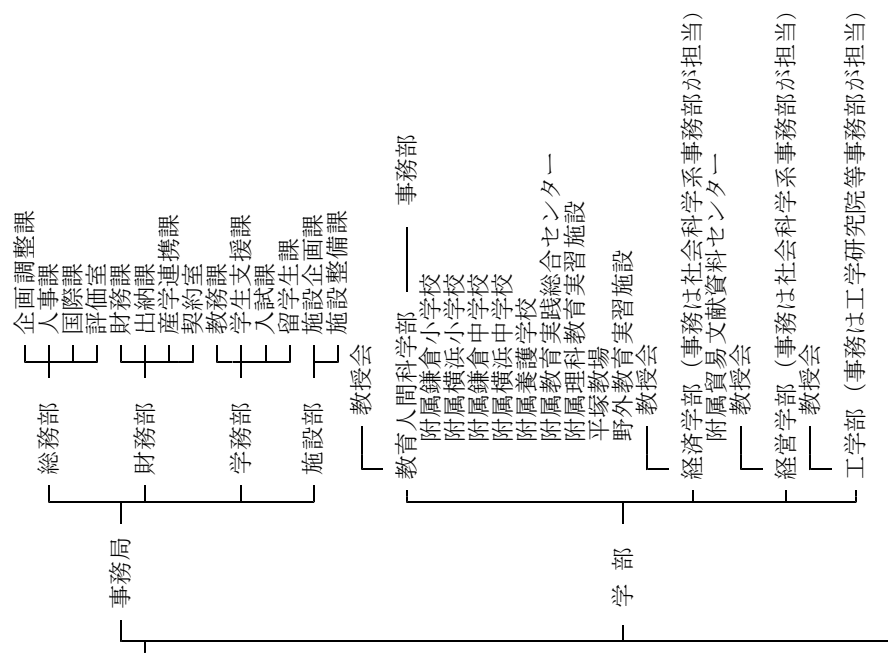 事務局
総務部
企画調整課
人事課
国際課
評価室
財務部
財務課
出納課
産学連携課
契約室
学務部
教務課
学生支援課
入試課
留学生課
施設部
施設企画課
施設整備課
学 部
教授会
教育人間科学部
事務部
附属鎌倉小学校
附属横浜小学校
附属鎌倉中学校
附属横浜中学校
附属養護学校
附属教育実践総合センター
附属理科教育実習施設
平塚教場
野外教育実習施設
教授会
経済学部（事務は社会科学系事務部が担当）
附属貿易文献資料センター
教授会
経営学部（事務は社会科学系事務部が担当）
教授会
工学部（事務は工学研究院等事務部が担当）